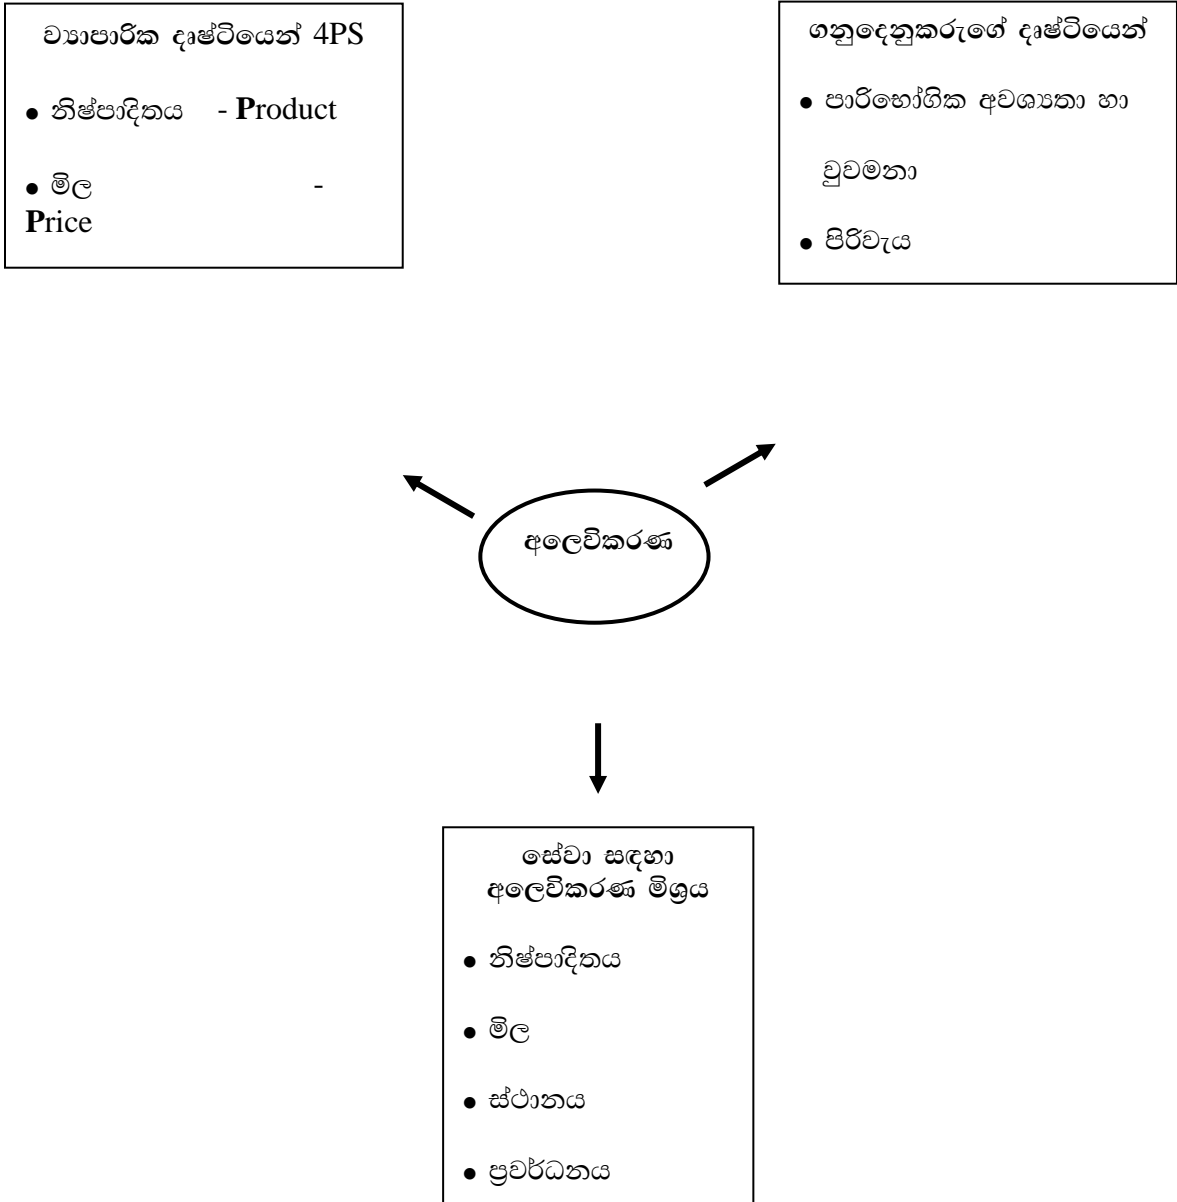 ව්‍යාපාරික දෘෂ්ටියෙන් 4PS
● නිෂ්පාදිතය - Product
● මිල -
Price
ගනුදෙනුකරුගේ දෘෂ්ටියෙන්
● පාරිභෝගික අවශ්‍යතා හා
වුවමනා
● පිරිවැය
අලෙවිකරණ
සේවා සඳහා
අලෙවිකරණ මිශ්‍රය
● නිෂ්පාදිතය
● මිල
● ස්ථානය
● ප්‍රවර්ධනය